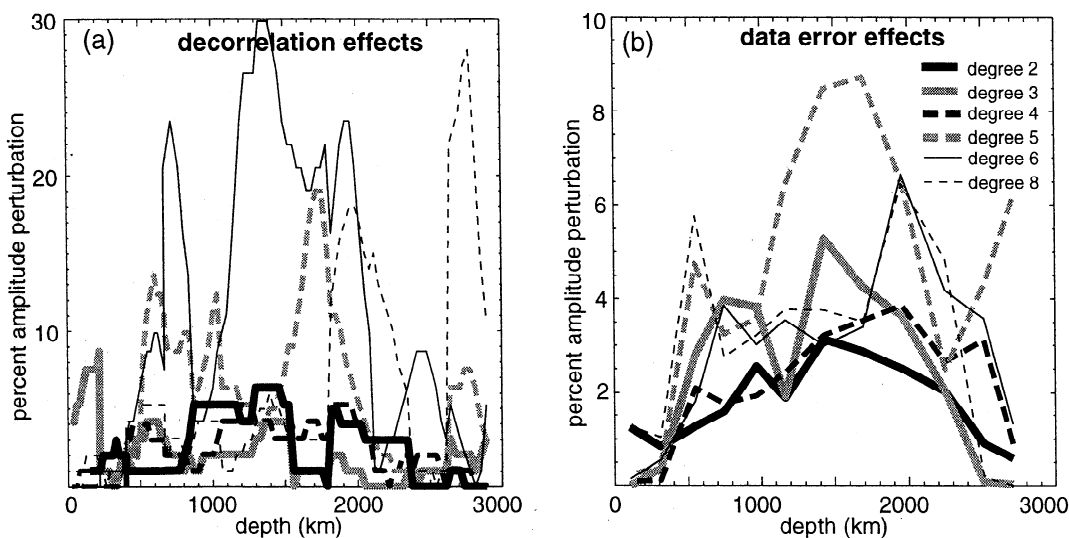 (a)
decorrelation effects
30
20
10
percent amplitude perturbation
0
1000
2000
3000
depth (km)
(b)
data error effects
degree 2
degree 3
degree 4
degree 5
degree 6
degree 8
10
8
6
4
2
percent amplitude perturbation
0
1000
2000
3000
depth (km)